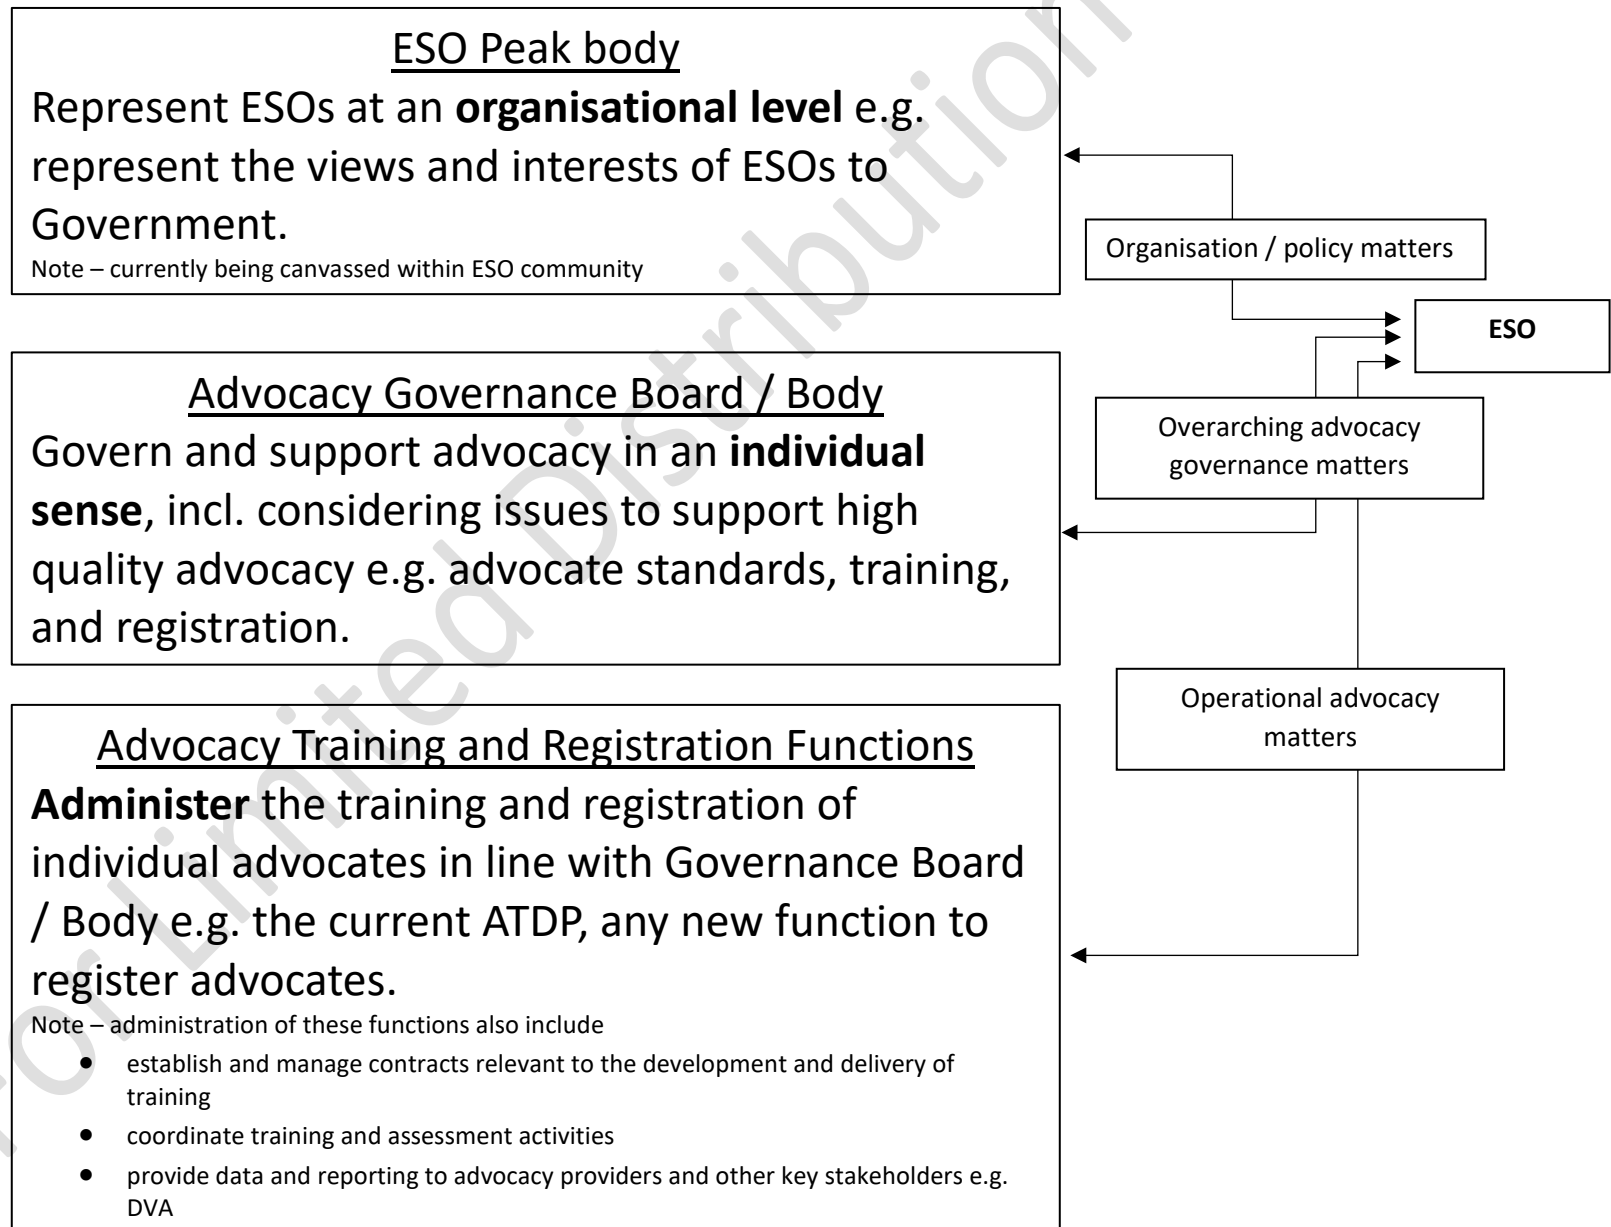 ESO Peak body
Represent ESOs at an organisational level e.g.
represent the views and interests of ESOs to
Government.
Note – currently being canvassed within ESO community
Organisation / policy matters
ESO
Advocacy Governance Board / Body
Govern and support advocacy in an individual
sense, incl. considering issues to support high
quality advocacy e.g. advocate standards, training,
and registration.
Overarching advocacy
governance matters
Operational advocacy
matters
Advocacy Training and Registration Functions
Administer the training and registration of
individual advocates in line with Governance Board
/ Body e.g. the current ATDP, any new function to
register advocates.
Note – administration of these functions also include
● establish and manage contracts relevant to the development and delivery of
training
● coordinate training and assessment activities
● provide data and reporting to advocacy providers and other key stakeholders e.g.
DVA
For Limited Distribution